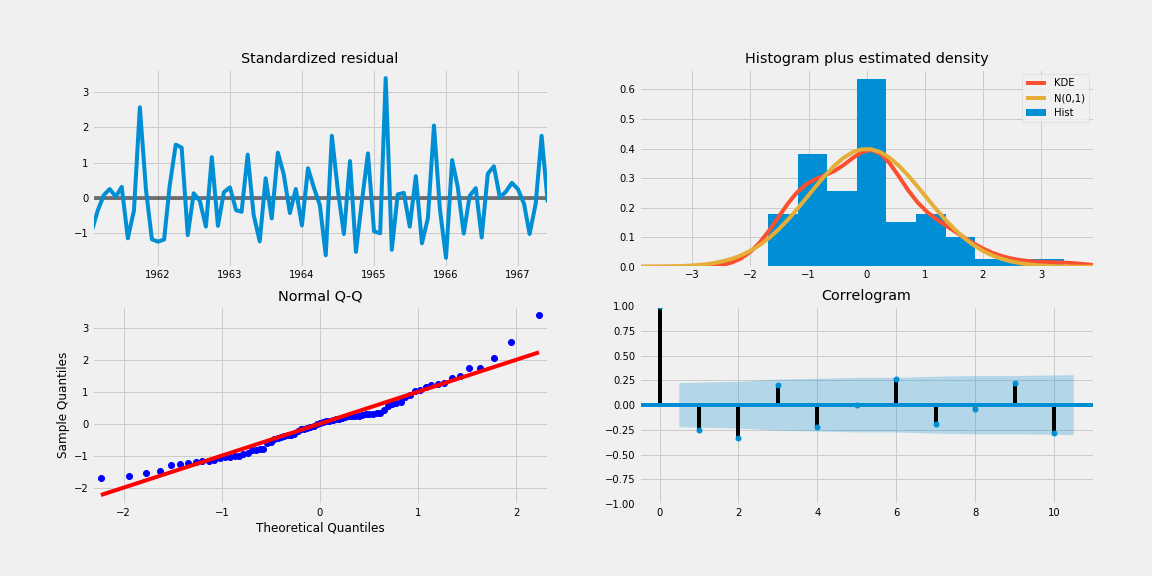 Standardized residual
3
2
1
0
−1
1962 1963 1964 1965 1966 1967
Histogram plus estimated density
0.6
0.5
0.4
0.3
0.2
0.1
0.0
−3 −2 −1 0 1 2 3
KDE
N(0,1)
Hist
Normal Q-Q
Sample Quantiles
3
2
1
0
−1
−2
−2 −1 0 1 2
Theoretical Quantiles
Correlogram
1.00
0.75
0.50
0.25
0.00
−0.25
−0.50
−0.75
−1.00
0 2 4 6 8 10